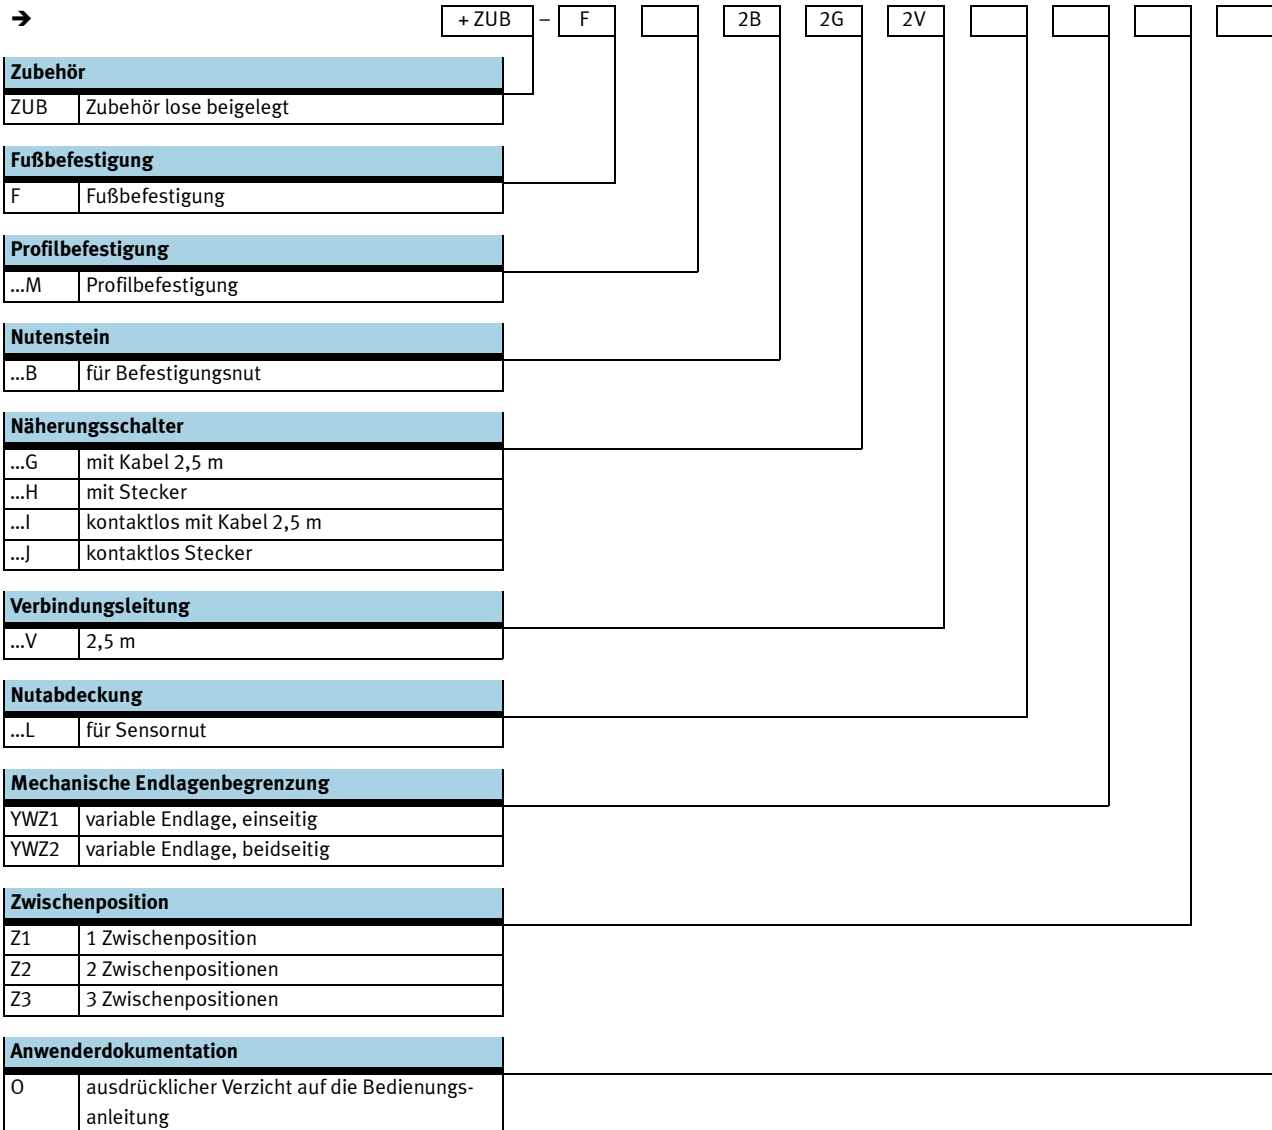 ➔ + ZUB – F 2B 2G 2V
Zubehör
ZUB Zubehör lose beigelegt
Fußbefestigung
F Fußbefestigung
Profilbefestigung
...M Profilbefestigung
Nutenstein
...B für Befestigungsnut
Näherungsschalter
...G mit Kabel 2,5 m
...H mit Stecker
...I kontaktlos mit Kabel 2,5 m
...J kontaktlos Stecker
Verbindungsleitung
...V 2,5 m
Nutabdeckung
...L für Sensornut
Mechanische Endlagenbegrenzung
YWZ1 variable Endlage, einseitig
YWZ2 variable Endlage, beidseitig
Zwischenposition
Z1 1 Zwischenposition
Z2 2 Zwischenpositionen
Z3 3 Zwischenpositionen
Anwenderdokumentation
O ausdrücklicher Verzicht auf die Bedienungs-
anleitung